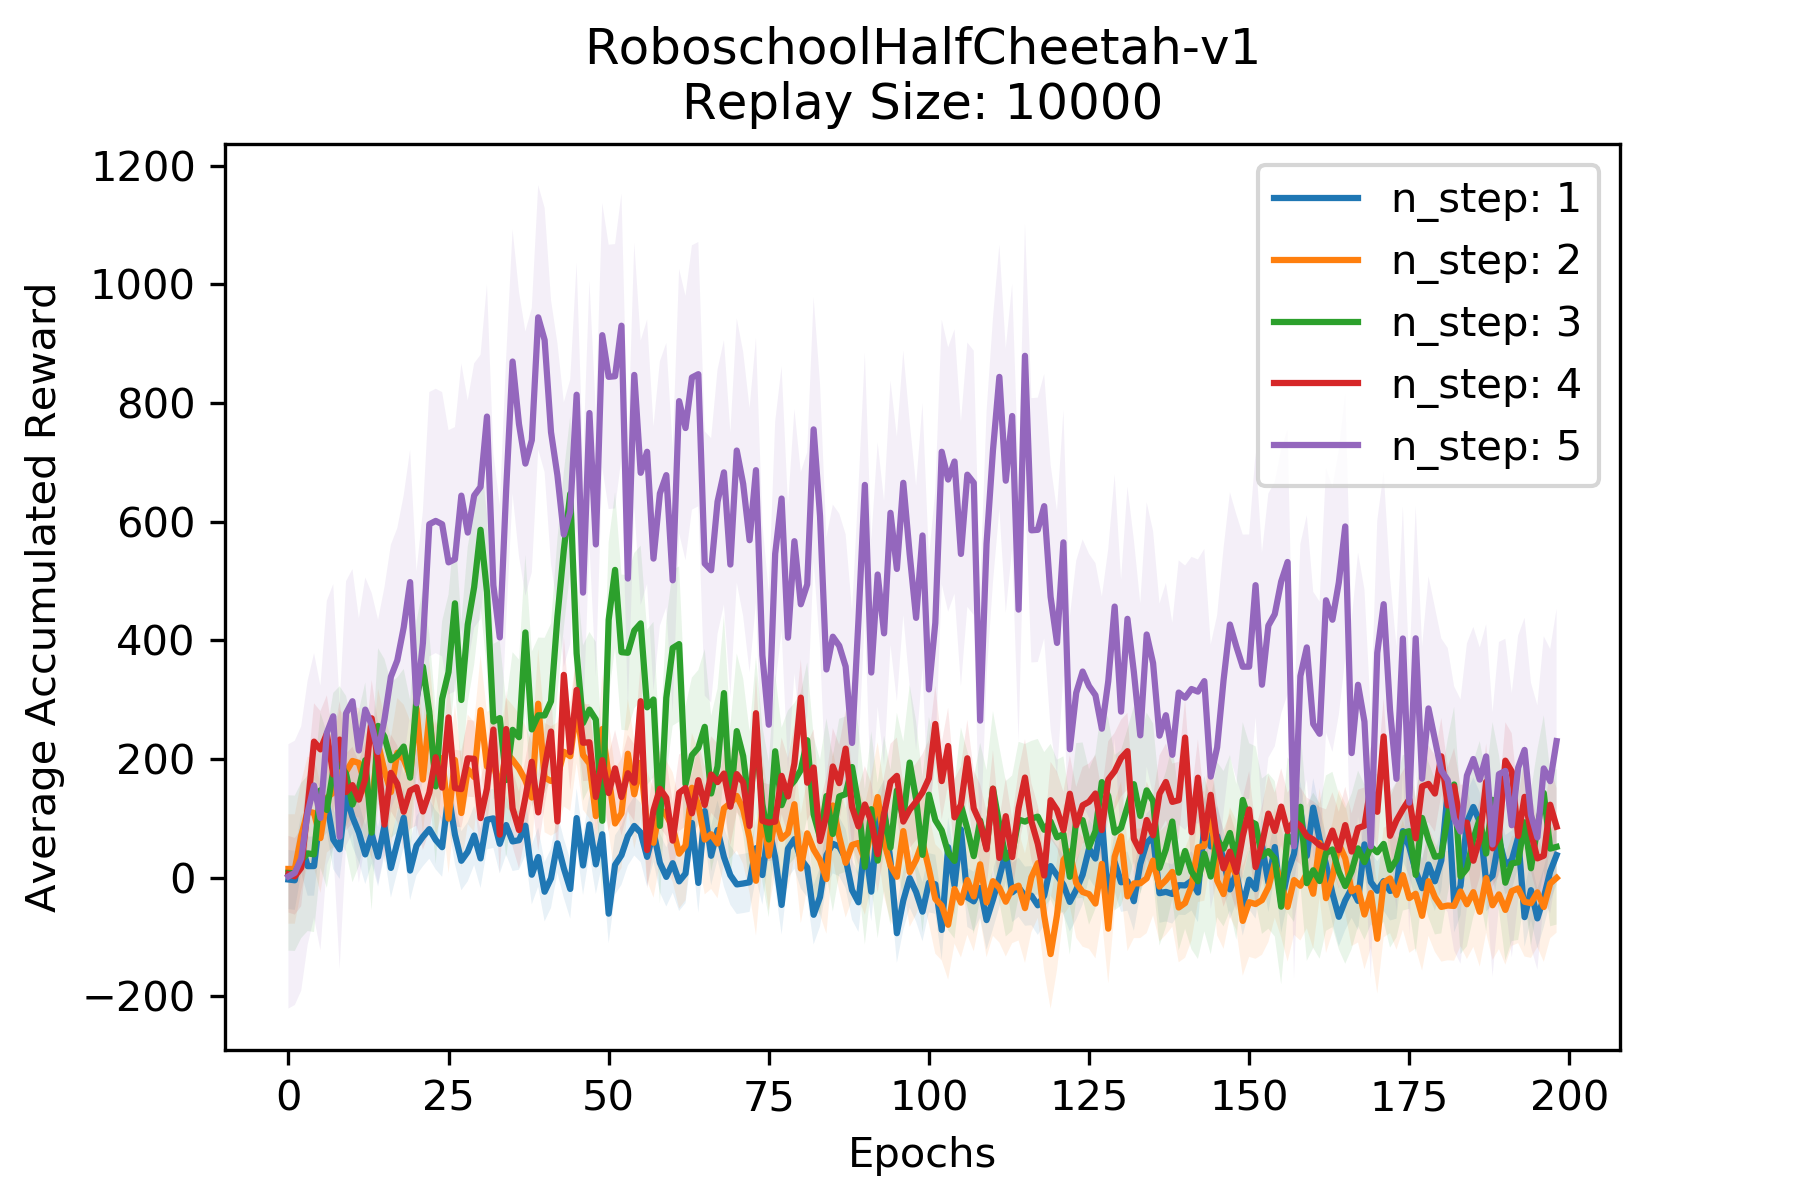 RoboschoolHalfCheetah-v1
Replay Size: 10000
1200
1000
800
600
400
200
0
−200
Average Accumulated Reward
n_step: 1
n_step: 2
n_step: 3
n_step: 4
n_step: 5
0 25 50 75 100 125 150 175 200
Epochs